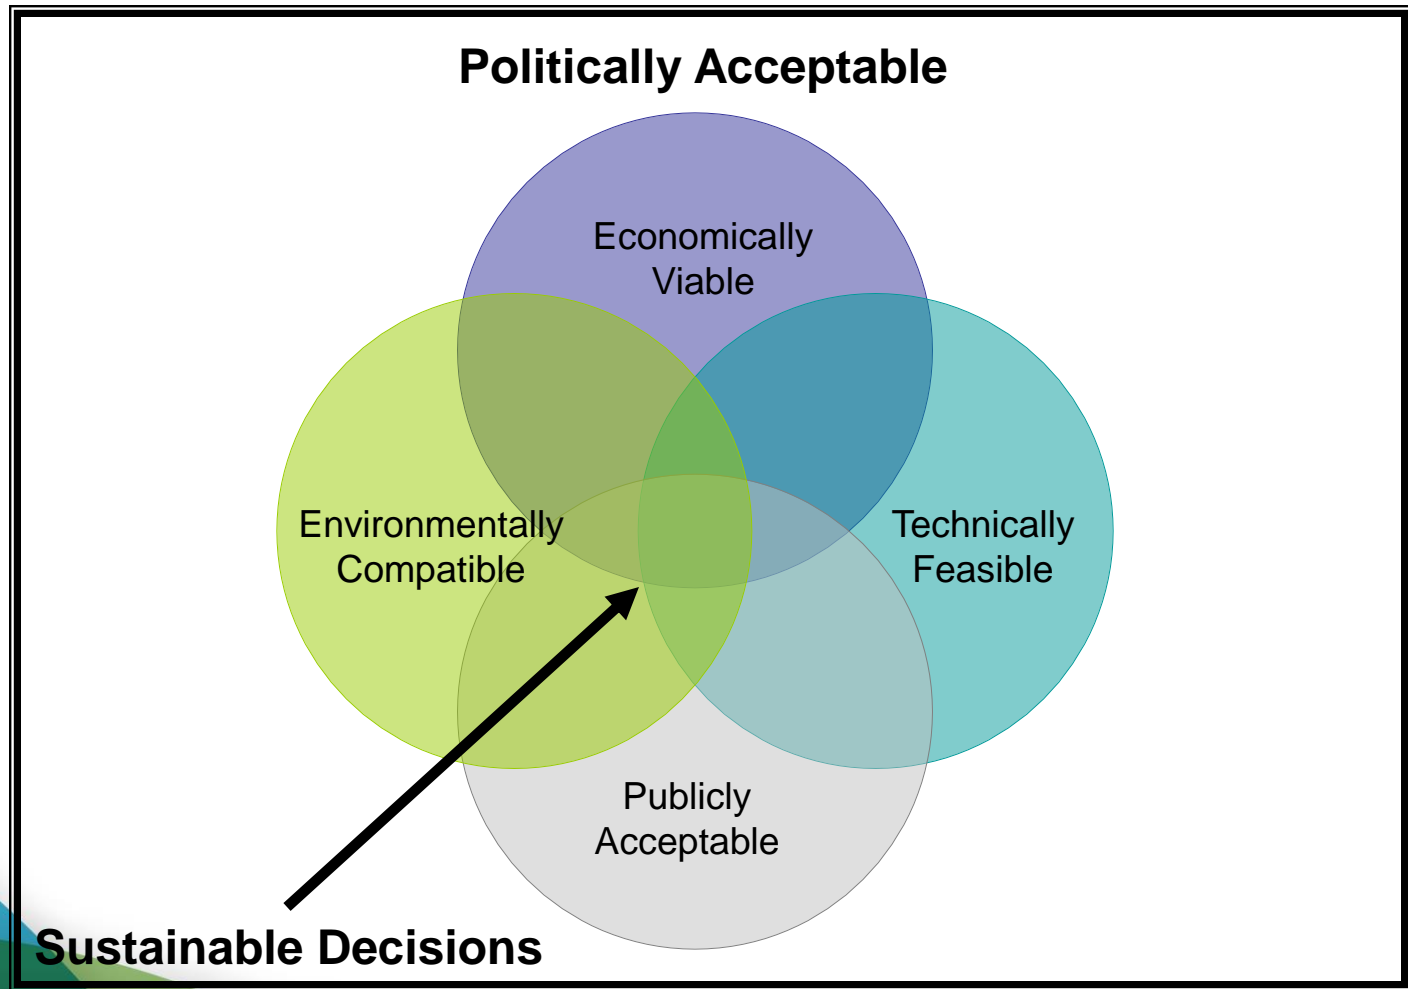 Politically Acceptable
Economically
Viable
Environmentally
Compatible
Technically
Feasible
Publicly
Acceptable
Sustainable Decisions